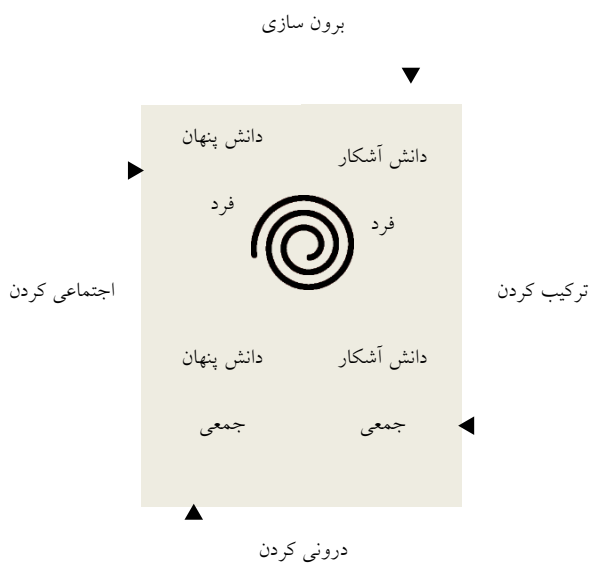 برون سازی
دانش پنهان
دانش آشکار
فرد
فرد
اجتماعی کردن
ترکیب کردن
دانش پنهان
دانش آشکار
جمعی
جمعی
درونی کردن